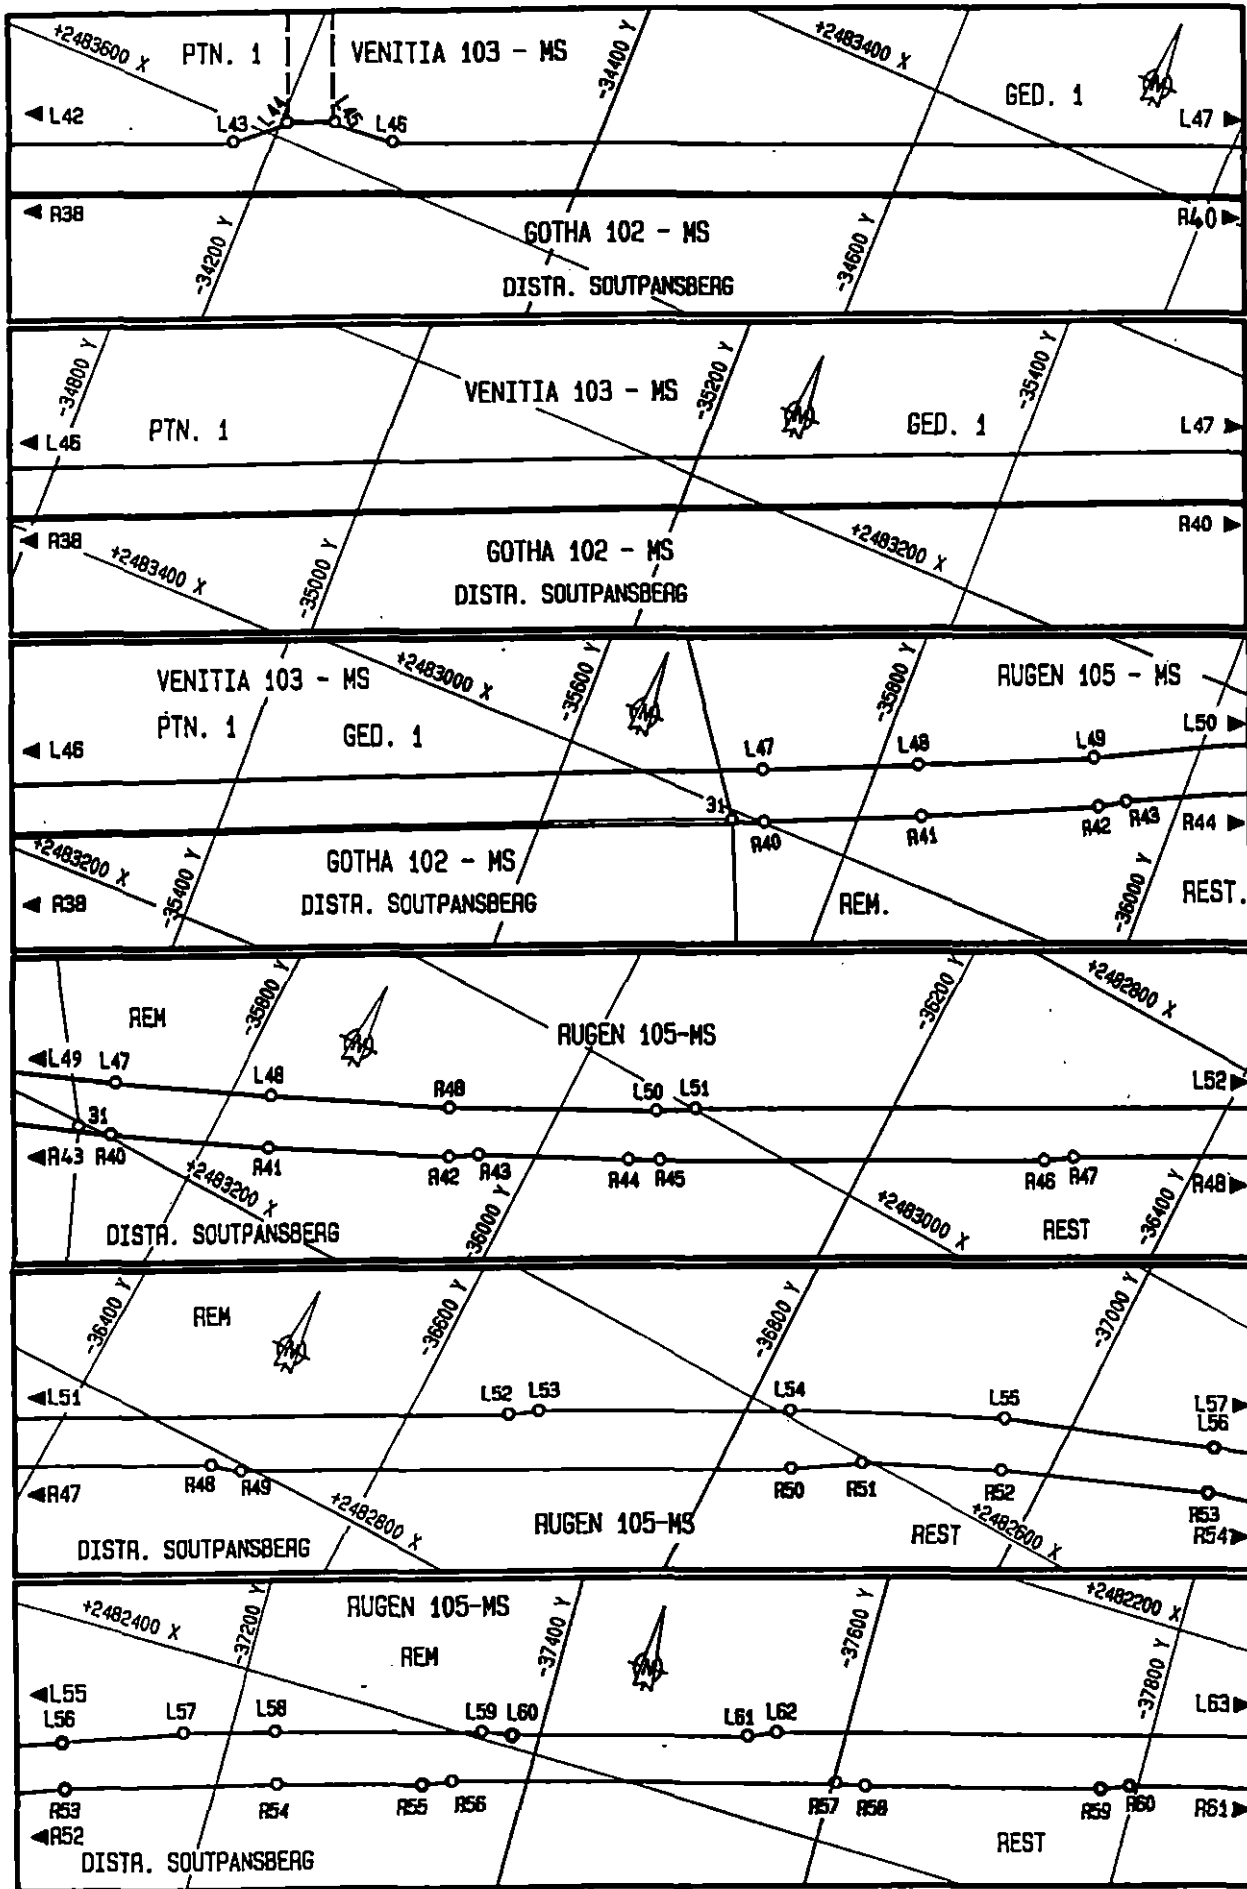 +2483600 X
PTN. 1
VENITIA 103 - MS
-34400 Y
+2483400 X
GED. 1
L42
L43
L44
L45
L46
L47
R38
-34200 Y
GOTHA 102 - MS
-34600 Y
R40
DISTR. SOUTPANSBERG
-34800 Y
VENITIA 103 - MS
-35200 Y
-35400 Y
L46
PTN. 1
GED. 1
L47
R38
+2483400 X
-35000 Y
GOTHA 102 - MS
+2483200 X
R40
DISTR. SOUTPANSBERG
VENITIA 103 - MS
+2483000 X
-35600 Y
-35800 Y
RUGEN 105 - MS
PTN. 1
GED. 1
L46
L47
L48
L49
L50
31
R40
R41
R42
R43
R44
+2483200 X
GOTHA 102 - MS
-35400 Y
R38
DISTR. SOUTPANSBERG
REM.
-36000 Y
REST.
REM
-35800 Y
RUGEN 105-MS
-36200 Y
+2482800 X
L49
L47
L48
R48
L50
L51
L52
31
R43
R40
R41
R42
R43
R44
R45
R46
R47
R48
+2483200 X
-36000 Y
+2483000 X
-36400 Y
DISTR. SOUTPANSBERG
REST
-36400 Y
REM
-36600 Y
-36800 Y
-37000 Y
L51
L52
L53
L54
L55
L57
L56
R47
R48
R49
R50
R51
R52
R53
R54
+2482800 X
RUGEN 105-MS
REST
+2482600 X
DISTR. SOUTPANSBERG
+2482400 X
-37200 Y
RUGEN 105-MS
-37400 Y
-37600 Y
+2482200 X
REM
-37800 Y
L55
L56
L57
L58
L59
L60
L61
L62
L63
R53
R54
R55
R56
R57
R58
R59
R60
R61
R52
DISTR. SOUTPANSBERG
REST